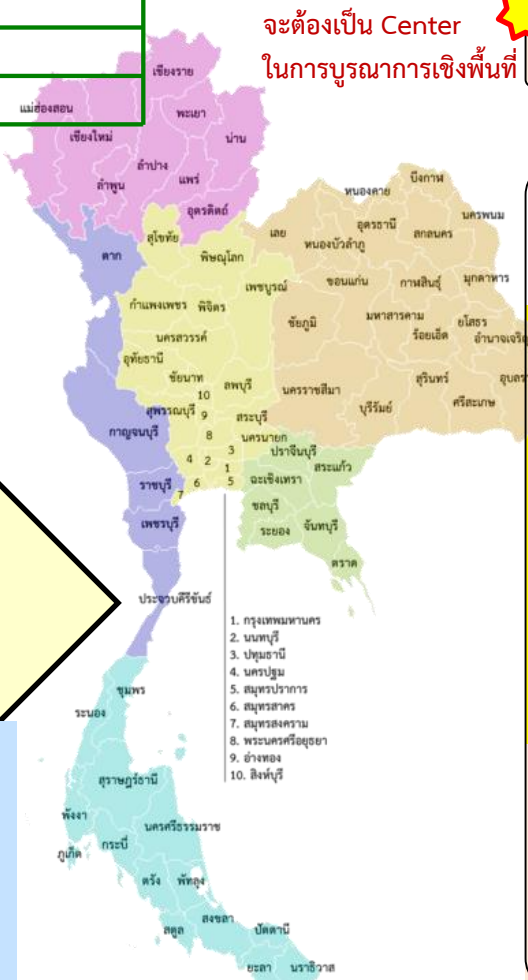 จะต้องเป็น Center
ในการบูรณาการเชิงพื้นที่
เชียงราย
แม่ฮ่องสอน
พะเยา
เชียงใหม่
น่าน
ลำปาง
ลำพูน
แพร่
อุตรดิตถ์
บึงกาฬ
หนองคาย
นครพนม
อุดรธานี
สกลนคร
เลย
หนองบัวลำภู
สุโขทัย
ตาก
พิษณุโลก
เพชรบูรณ์
ขอนแก่น
กาฬสินธุ์
มุกดาหาร
กำแพงเพชร
พิจิตร
ชัยภูมิ
มหาสารคาม
ยโสธร
ร้อยเอ็ด
อำนาจเจริญ
นครสวรรค์
อุทัยธานี
ชัยนาท
ลพบุรี
นครราชสีมา
สุรินทร์
อุบล
บุรีรัมย์
ศรีสะเกษ
10
สุพรรณบุรี
9
สระบุรี
กาญจนบุรี
8
นครนายก
3
ปราจีนบุรี
4
2
1
สระแก้ว
ราชบุรี
6
5
ฉะเชิงเทรา
7
ชลบุรี
เพชรบุรี
ระยอง
จันทบุรี
ตราด
ประจวบคีรีขันธ์
1. กรุงเทพมหานคร
2. นนทบุรี
3. ปทุมธานี
4. นครปฐม
5. สมุทรปราการ
6. สมุทรสาคร
7. สมุทรสงคราม
8. พระนครศรีอยุธยา
9. อ่างทอง
10. สิงห์บุรี
ชุมพร
ระนอง
สุราษฎร์ธานี
พังงา
นครศรีธรรมราช
ภูเก็ต
กระบี่
ตรัง
พัทลุง
สตูล
สงขลา
ปัตตานี
ยะลา
นราธิวาส